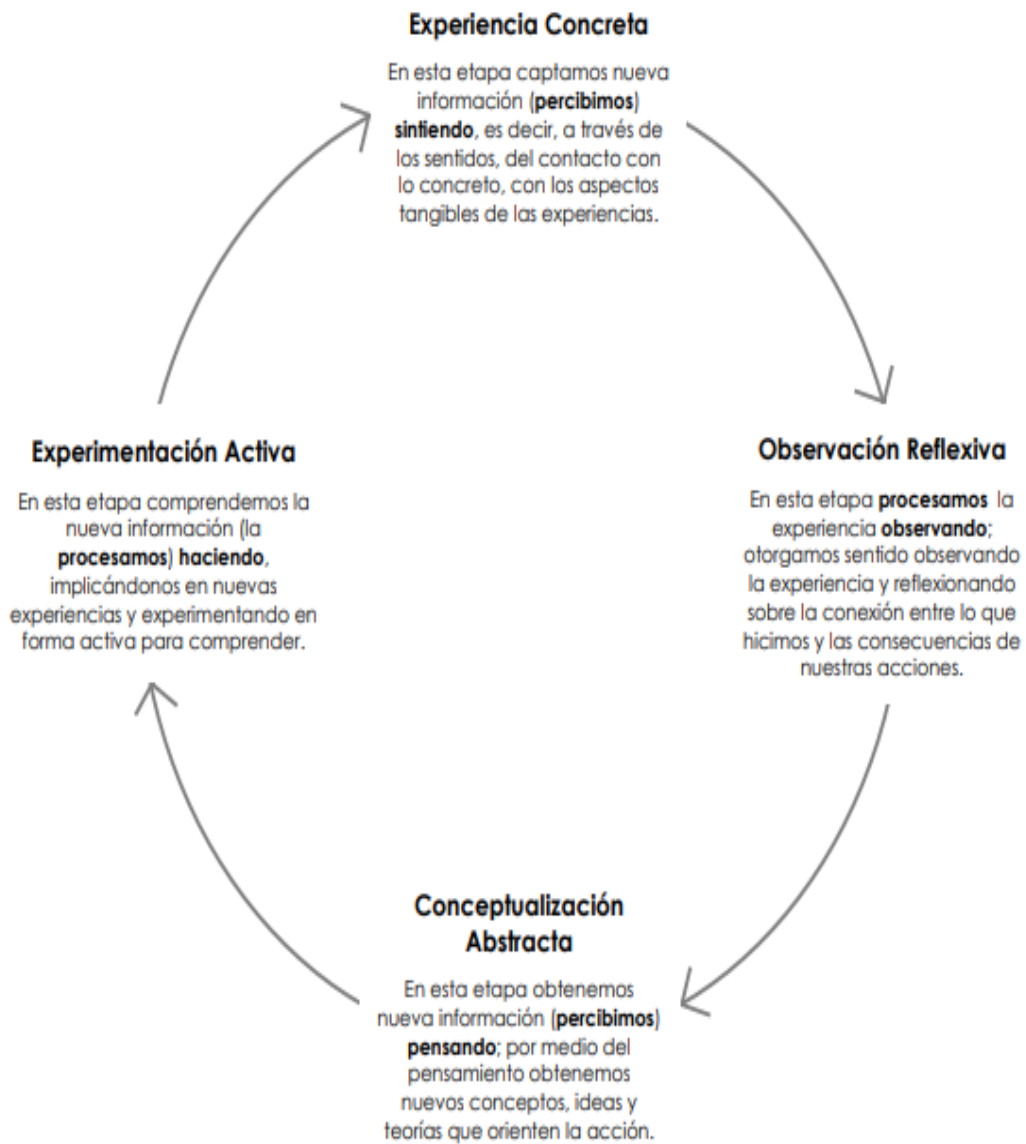 Experiencia Concreta
En esta etapa captamos nueva
información (percibimos)
sintiendo, es decir, a través de
los sentidos, del contacto con
lo concreto, con los aspectos
tangibles de las experiencias.
Experimentación Activa
En esta etapa comprendemos la
nueva información (la
procesamos) haciendo,
implicándonos en nuevas
experiencias y experimentando en
forma activa para comprender.
Observación Reflexiva
En esta etapa procesamos la
experiencia observando;
otorgamos sentido observando
la experiencia y reflexionando
sobre la conexión entre lo que
hicimos y las consecuencias de
nuestras acciones.
Conceptualización
Abstracta
En esta etapa obtenemos
nueva información (percibimos)
pensando; por medio del
pensamiento obtenemos
nuevos conceptos, ideas y
teorías que orienten la acción.